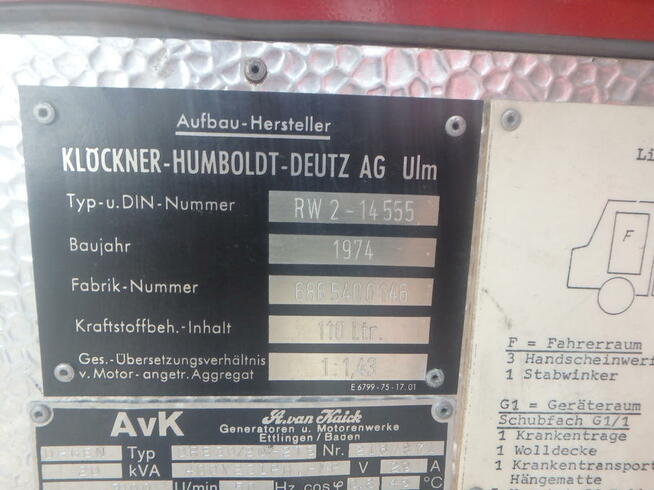 Aufbau-Hersteller
KLÖCKNER-HUMBOLDT-DEUTZ AG Ulm
Typ-u.DIN-Nummer RW 2-14 555
Baujahr 1974
Fabrik-Nummer
Kraftstoffbeh.-Inhalt 110 Ltr.
Ges.-Übersetzungsverhältnis
v. Motor-angetr. Aggregat 1:1,43
E 6799-75-17.01
AvK A.van Kaick
Generatoren u. Motorenwerke
Ettlingen / Baden
Typ Nr.
kVA V A
U/min Hz cos φ °C
Li
F
F = Fahrerraum
3 Handscheinwerf
1 Stabwinker
G1 = Geräteraum
Schubfach G1/1
1 Krankentrage
1 Wolldecke
1 Krankentransport
Hängematte